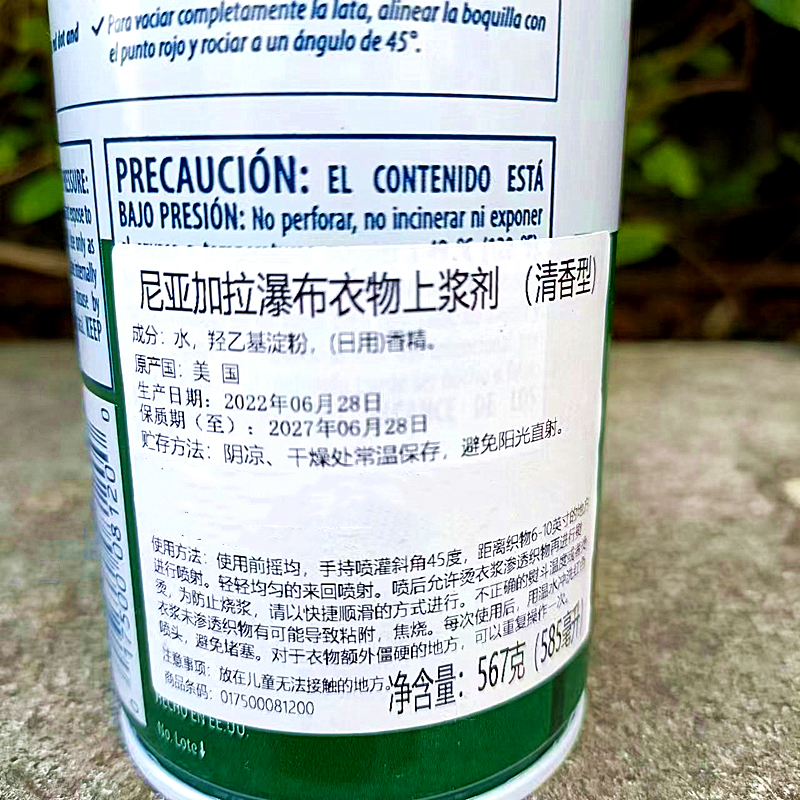 dot and
✓ Para vaciar completamente la lata, alinear la boquilla con
el punto rojo y rociar a un ángulo de 45°.
PRECAUCIÓN: EL CONTENIDO ESTÁ
BAJO PRESIÓN: No perforar, no incinerar ni exponer
expose to
use only as
internally
KEEP
尼亚加拉瀑布衣物上浆剂 (清香型)
成分: 水, 羟乙基淀粉, (日用)香精。
原产国: 美 国
生产日期: 2022年06月28日
保质期 (至) : 2027年06月28日
贮存方法: 阴凉、干燥处常温保存, 避免阳光直射。
使用方法: 使用前摇均, 手持喷灌斜角45度, 距离织物6-10英寸的地方
进行喷射。轻轻均匀的来回喷射。喷后允许烫衣浆渗透织物再进行熨
烫, 为防止烧浆, 请以快捷顺滑的方式进行。不正确的熨斗温度或
衣浆未渗透织物有可能导致粘附, 焦烧。每次使用后, 用温水冲洗
喷头, 避免堵塞。对于衣物额外僵硬的地方, 可以重复操作一次。
注意事项: 放在儿童无法接触的地方。
净含量: 567克 (585毫升
商品条码: 017500081200
HECHO EN EE.UU.
No. Lote